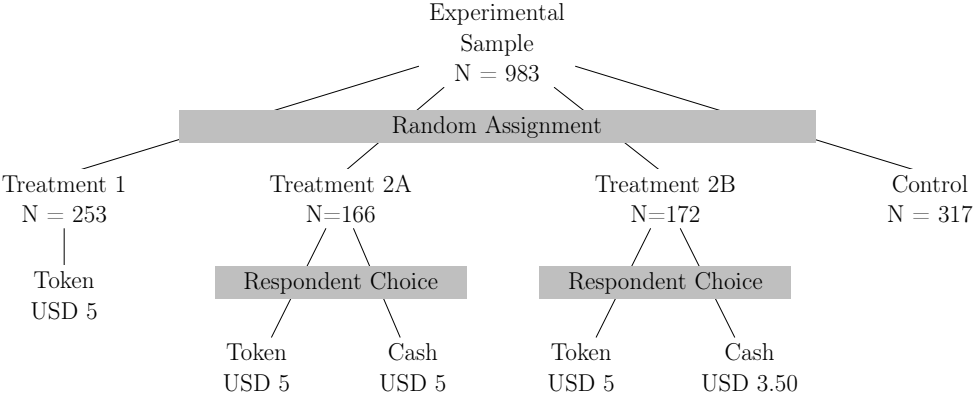 Experimental
Sample
N = 983
Random Assignment
Treatment 1
N = 253
Treatment 2A
N=166
Treatment 2B
N=172
Control
N = 317
Token
USD 5
Respondent Choice
Respondent Choice
Token
USD 5
Cash
USD 5
Token
USD 5
Cash
USD 3.50